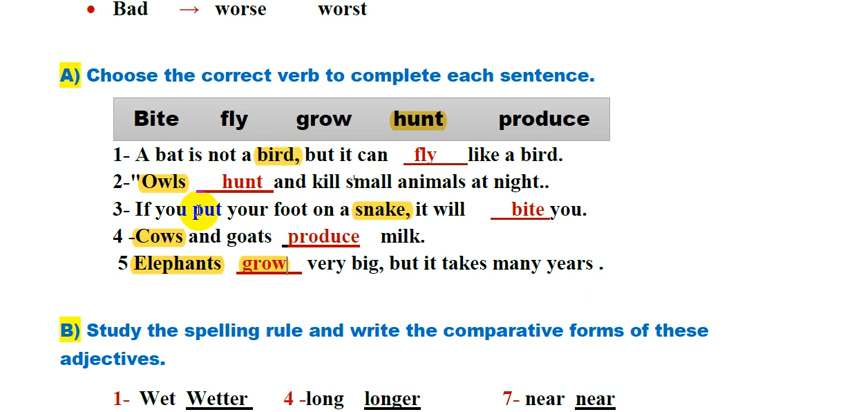 • Bad → worse worst
A) Choose the correct verb to complete each sentence.
Bite fly grow hunt produce
1- A bat is not a bird, but it can fly like a bird.
2-"Owls hunt and kill small animals at night..
3- If you put your foot on a snake, it will bite you.
4 -Cows and goats produce milk.
5 Elephants grow very big, but it takes many years .
B) Study the spelling rule and write the comparative forms of these
adjectives.
1- Wet Wetter 4 -long longer 7- near near